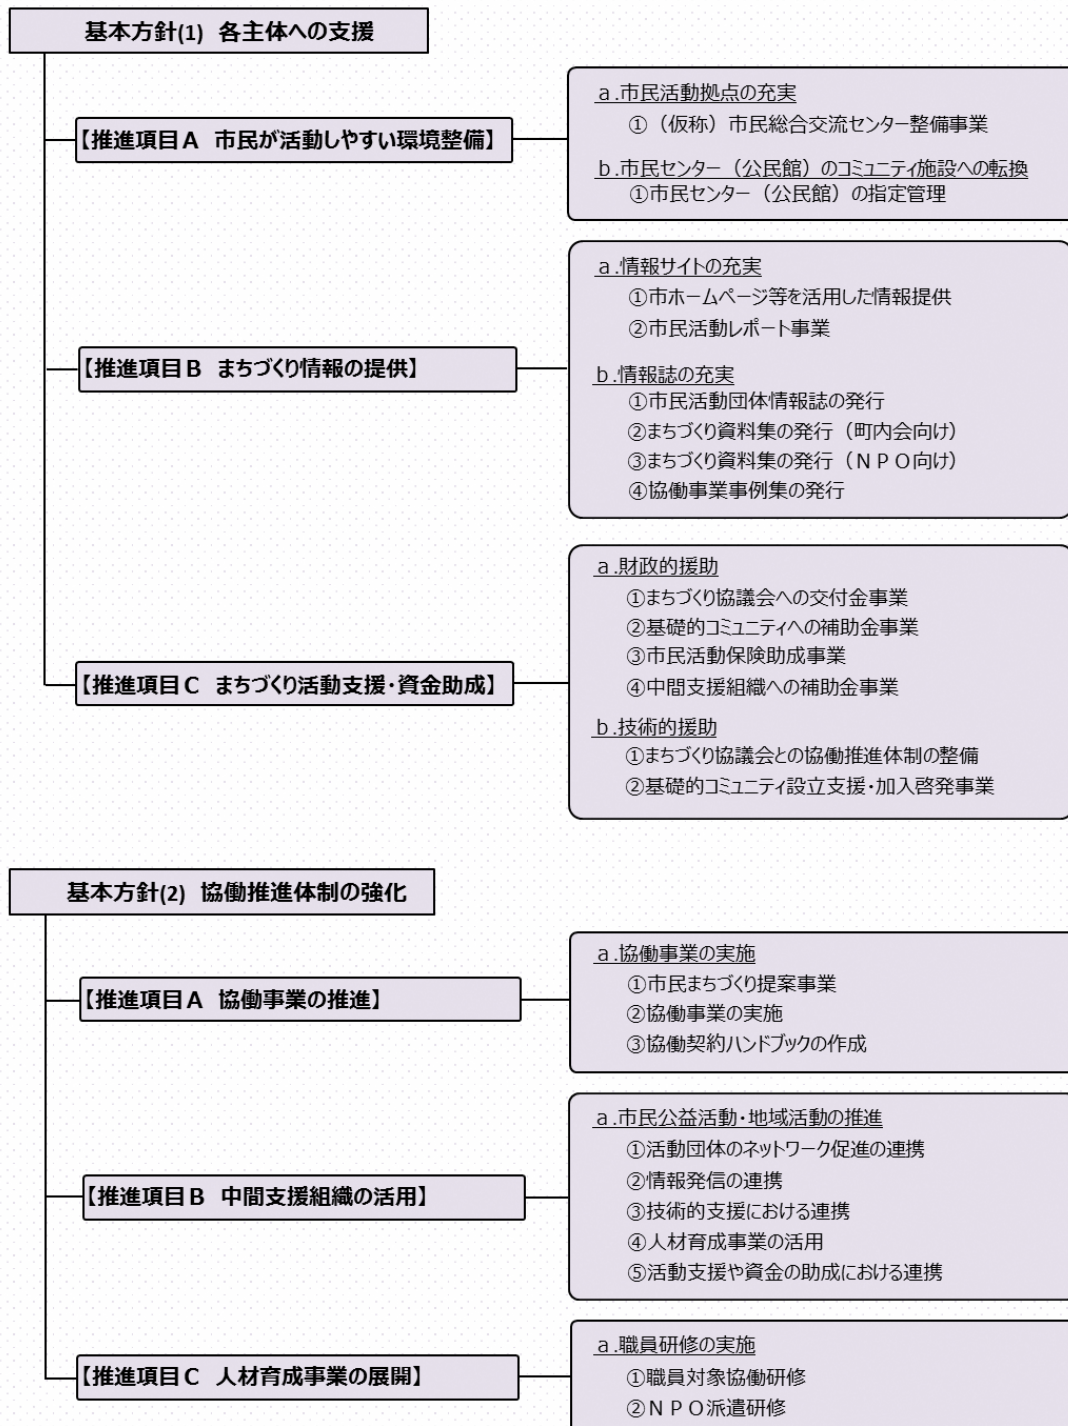 基本方針(1) 各主体への支援
【推進項目Ａ 市民が活動しやすい環境整備】
ａ.市民活動拠点の充実
①（仮称）市民総合交流センター整備事業
ｂ.市民センター（公民館）のコミュニティ施設への転換
①市民センター（公民館）の指定管理
【推進項目Ｂ まちづくり情報の提供】
ａ.情報サイトの充実
①市ホームページ等を活用した情報提供
②市民活動レポート事業
ｂ.情報誌の充実
①市民活動団体情報誌の発行
②まちづくり資料集の発行（町内会向け）
③まちづくり資料集の発行（ＮＰＯ向け）
④協働事業事例集の発行
【推進項目Ｃ まちづくり活動支援・資金助成】
ａ.財政的援助
①まちづくり協議会への交付金事業
②基礎的コミュニティへの補助金事業
③市民活動保険助成事業
④中間支援組織への補助金事業
ｂ.技術的援助
①まちづくり協議会との協働推進体制の整備
②基礎的コミュニティ設立支援・加入啓発事業
基本方針(2) 協働推進体制の強化
【推進項目Ａ 協働事業の推進】
ａ.協働事業の実施
①市民まちづくり提案事業
②協働事業の実施
③協働契約ハンドブックの作成
【推進項目Ｂ 中間支援組織の活用】
ａ.市民公益活動・地域活動の推進
①活動団体のネットワーク促進の連携
②情報発信の連携
③技術的支援における連携
④人材育成事業の活用
⑤活動支援や資金の助成における連携
【推進項目Ｃ 人材育成事業の展開】
ａ.職員研修の実施
①職員対象協働研修
②ＮＰＯ派遣研修